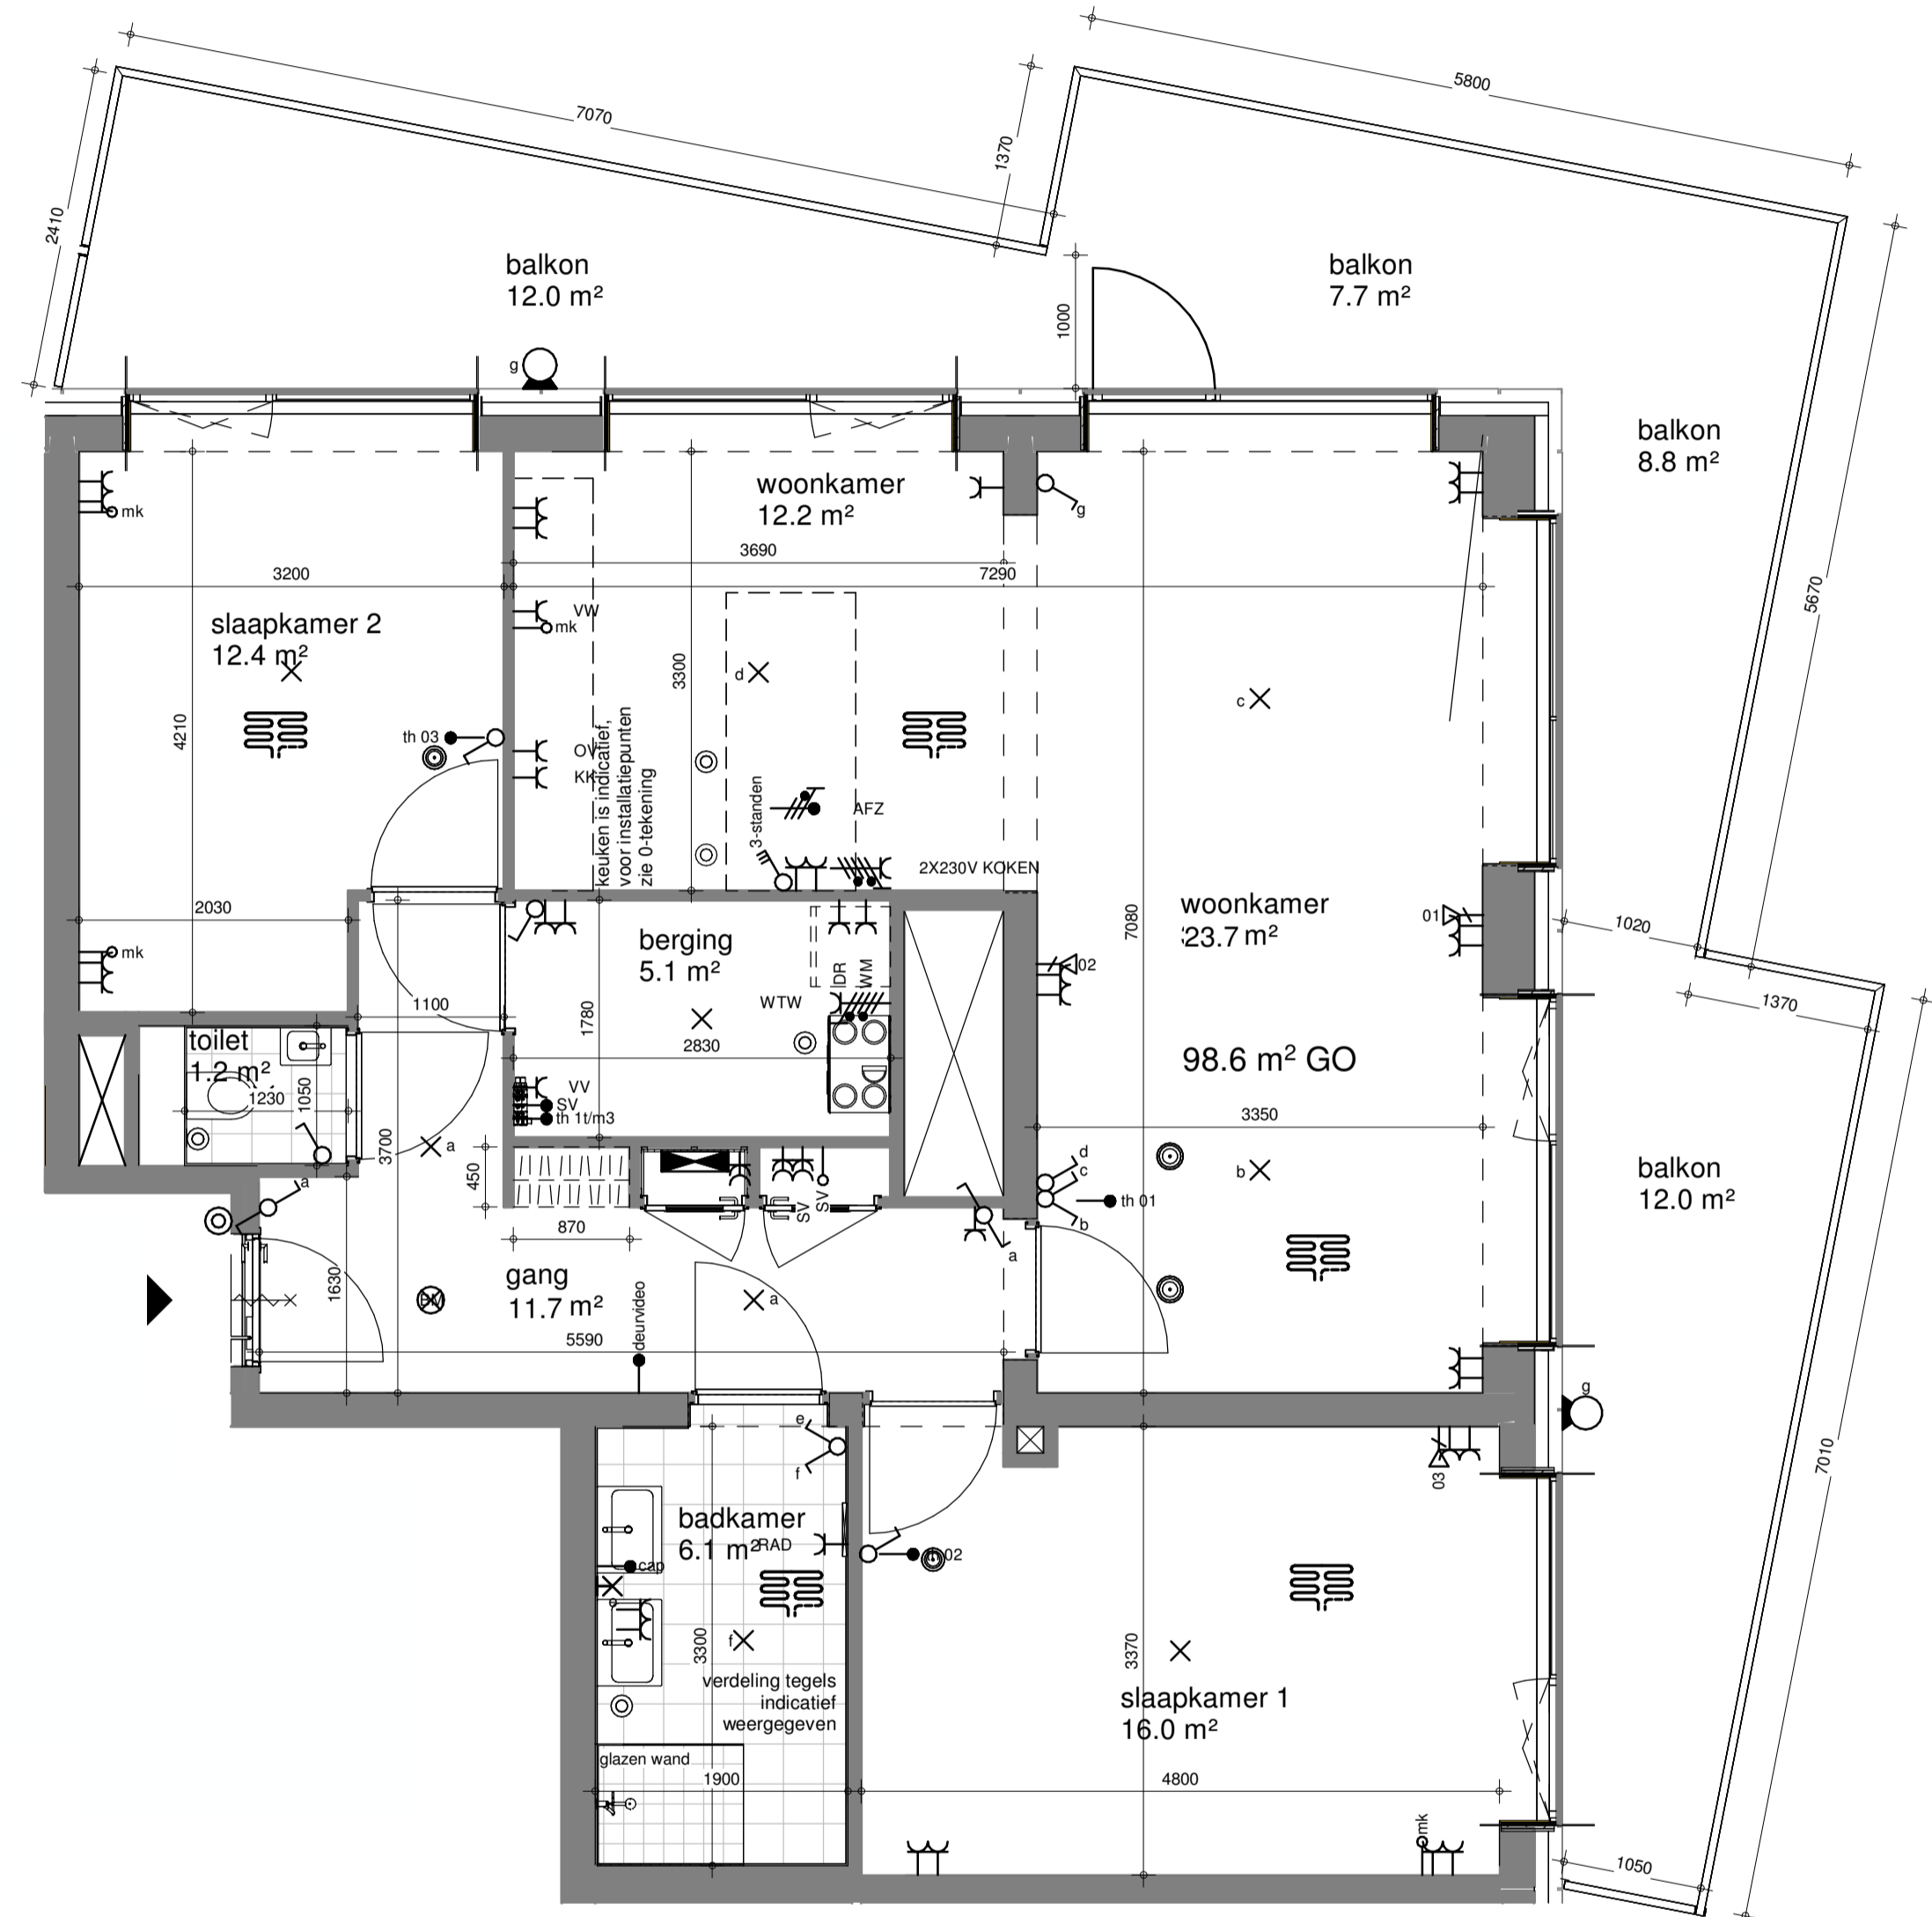 5800
7070
1370
2410
balkon
12.0 m²
balkon
7.7 m²
1000
g
balkon
8.8 m²
woonkamer
12.2 m²
mk
g
3690
3200
7290
5670
slaapkamer 2
12.4 m²
VW
mk
3300
d
c
4210
th 03
OV
KK
keuken is indicatief,
voor installatiepunten
zie 0-tekening
3-standen
AFZ
2X230V KOKEN
2030
7080
woonkamer
23.7 m²
01
1020
berging
5.1 m²
mk
02
DR
WM
1100
WTW
1370
1780
toilet
1.2 m²
2830
98.6 m² GO
1230
1050
VV
SV
th 1t/m3
3350
3700
a
450
d
c
b
balkon
12.0 m²
a
SV
SV
th 01
b
870
a
gang
11.7 m²
1630
a
deurvideo
5590
g
e
f
03
7010
badkamer
6.1 m²
RAD
02
cap
e
3300
f
3370
verdeling tegels
indicatief
weergegeven
slaapkamer 1
16.0 m²
glazen wand
1900
4800
mk
1050